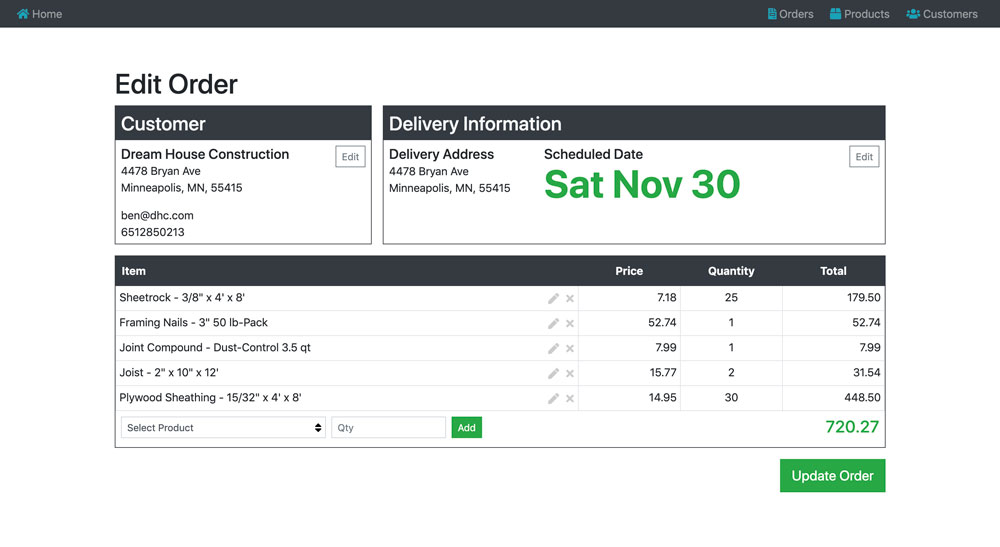 Home Orders Products Customers
Edit Order
Customer
Dream House Construction Edit
4478 Bryan Ave
Minneapolis, MN, 55415
ben@dhc.com
6512850213
Delivery Information
Delivery Address
4478 Bryan Ave
Minneapolis, MN, 55415
Scheduled Date
Sat Nov 30
Edit
Item Price Quantity Total
Sheetrock - 3/8" x 4' x 8' 7.18 25 179.50
Framing Nails - 3" 50 lb-Pack 52.74 1 52.74
Joint Compound - Dust-Control 3.5 qt 7.99 1 7.99
Joist - 2" x 10" x 12' 15.77 2 31.54
Plywood Sheathing - 15/32" x 4' x 8' 14.95 30 448.50
Select Product Qty Add 720.27
Update Order